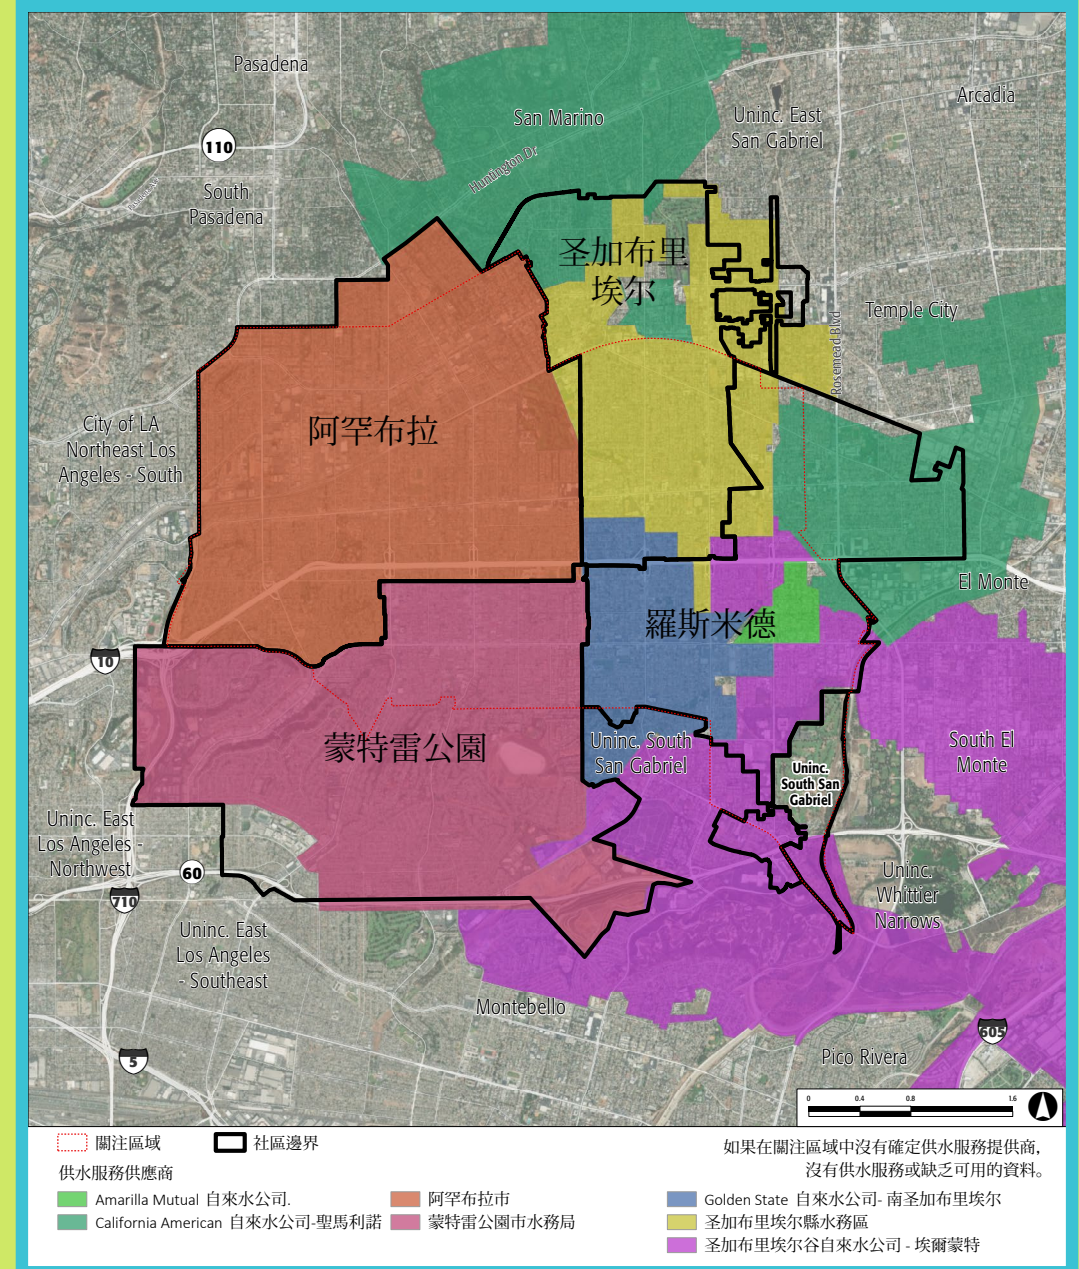 Pasadena
Arcadia
San Marino
Uninc. East
San Gabriel
110
Huntington Dr
South
Pasadena
圣加布里
埃尔
Temple City
Rosemead Blvd
阿罕布拉
City of LA
Northeast Los
Angeles - South
El Monte
羅斯米德
10
蒙特雷公園
Uninc. South
San Gabriel
South El
Monte
Uninc.
South San
Gabriel
Uninc. East
Los Angeles -
Northwest
60
Uninc.
Whittier
Narrows
710
Uninc. East
Los Angeles
- Southeast
Montebello
605
5
Pico Rivera
0 0.4 0.8 1.6
關注區域
社區邊界
如果在關注區域中沒有確定供水服務提供商,
沒有供水服務或缺乏可用的資料。
供水服務供應商
Amarilla Mutual 自來水公司.
California American 自來水公司-聖馬利諾
阿罕布拉市
蒙特雷公園市水務局
Golden State 自來水公司- 南圣加布里埃尔
圣加布里埃尔縣水務區
圣加布里埃尔谷自來水公司 - 埃爾蒙特